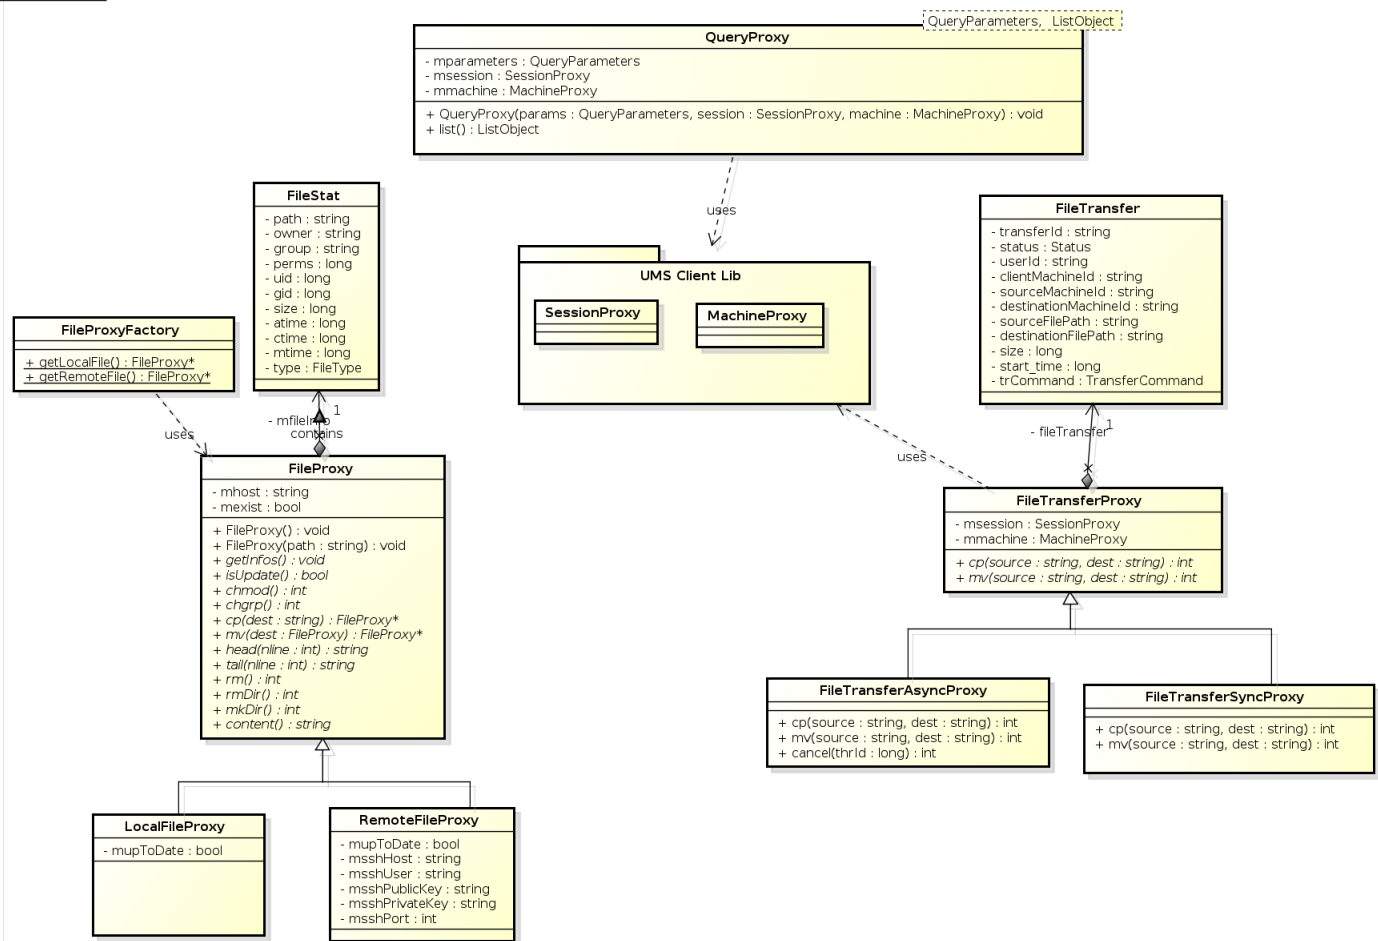 QueryParameters, ListObject
QueryProxy
- mparameters : QueryParameters
- msession : SessionProxy
- mmachine : MachineProxy
+ QueryProxy(params : QueryParameters, session : SessionProxy, machine : MachineProxy) : void
+ list() : ListObject
uses
FileStat
- path : string
- owner : string
- group : string
- perms : long
- uid : long
- gid : long
- size : long
- atime : long
- ctime : long
- mtime : long
- type : FileType
FileTransfer
- transferId : string
- status : Status
- userId : string
- clientMachineId : string
- sourceMachineId : string
- destinationMachineId : string
- sourceFilePath : string
- destinationFilePath : string
- size : long
- start_time : long
- trCommand : TransferCommand
UMS Client Lib
SessionProxy
MachineProxy
FileProxyFactory
+ getLocalFile() : FileProxy*
+ getRemoteFile() : FileProxy*
uses
1
- mfileInfo
contains
uses
1
- fileTransfer
FileProxy
- mhost : string
- mexist : bool
+ FileProxy() : void
+ FileProxy(path : string) : void
+ getInfos() : void
+ isUpdate() : bool
+ chmod() : int
+ chgrp() : int
+ cp(dest : string) : FileProxy*
+ mv(dest : FileProxy) : FileProxy*
+ head(nline : int) : string
+ tail(nline : int) : string
+ rm() : int
+ rmDir() : int
+ mkDir() : int
+ content() : string
FileTransferProxy
- msession : SessionProxy
- mmachine : MachineProxy
+ cp(source : string, dest : string) : int
+ mv(source : string, dest : string) : int
FileTransferAsyncProxy
+ cp(source : string, dest : string) : int
+ mv(source : string, dest : string) : int
+ cancel(thrId : long) : int
FileTransferSyncProxy
+ cp(source : string, dest : string) : int
+ mv(source : string, dest : string) : int
LocalFileProxy
- mupToDate : bool
RemoteFileProxy
- mupToDate : bool
- msshHost : string
- msshUser : string
- msshPublicKey : string
- msshPrivateKey : string
- msshPort : int